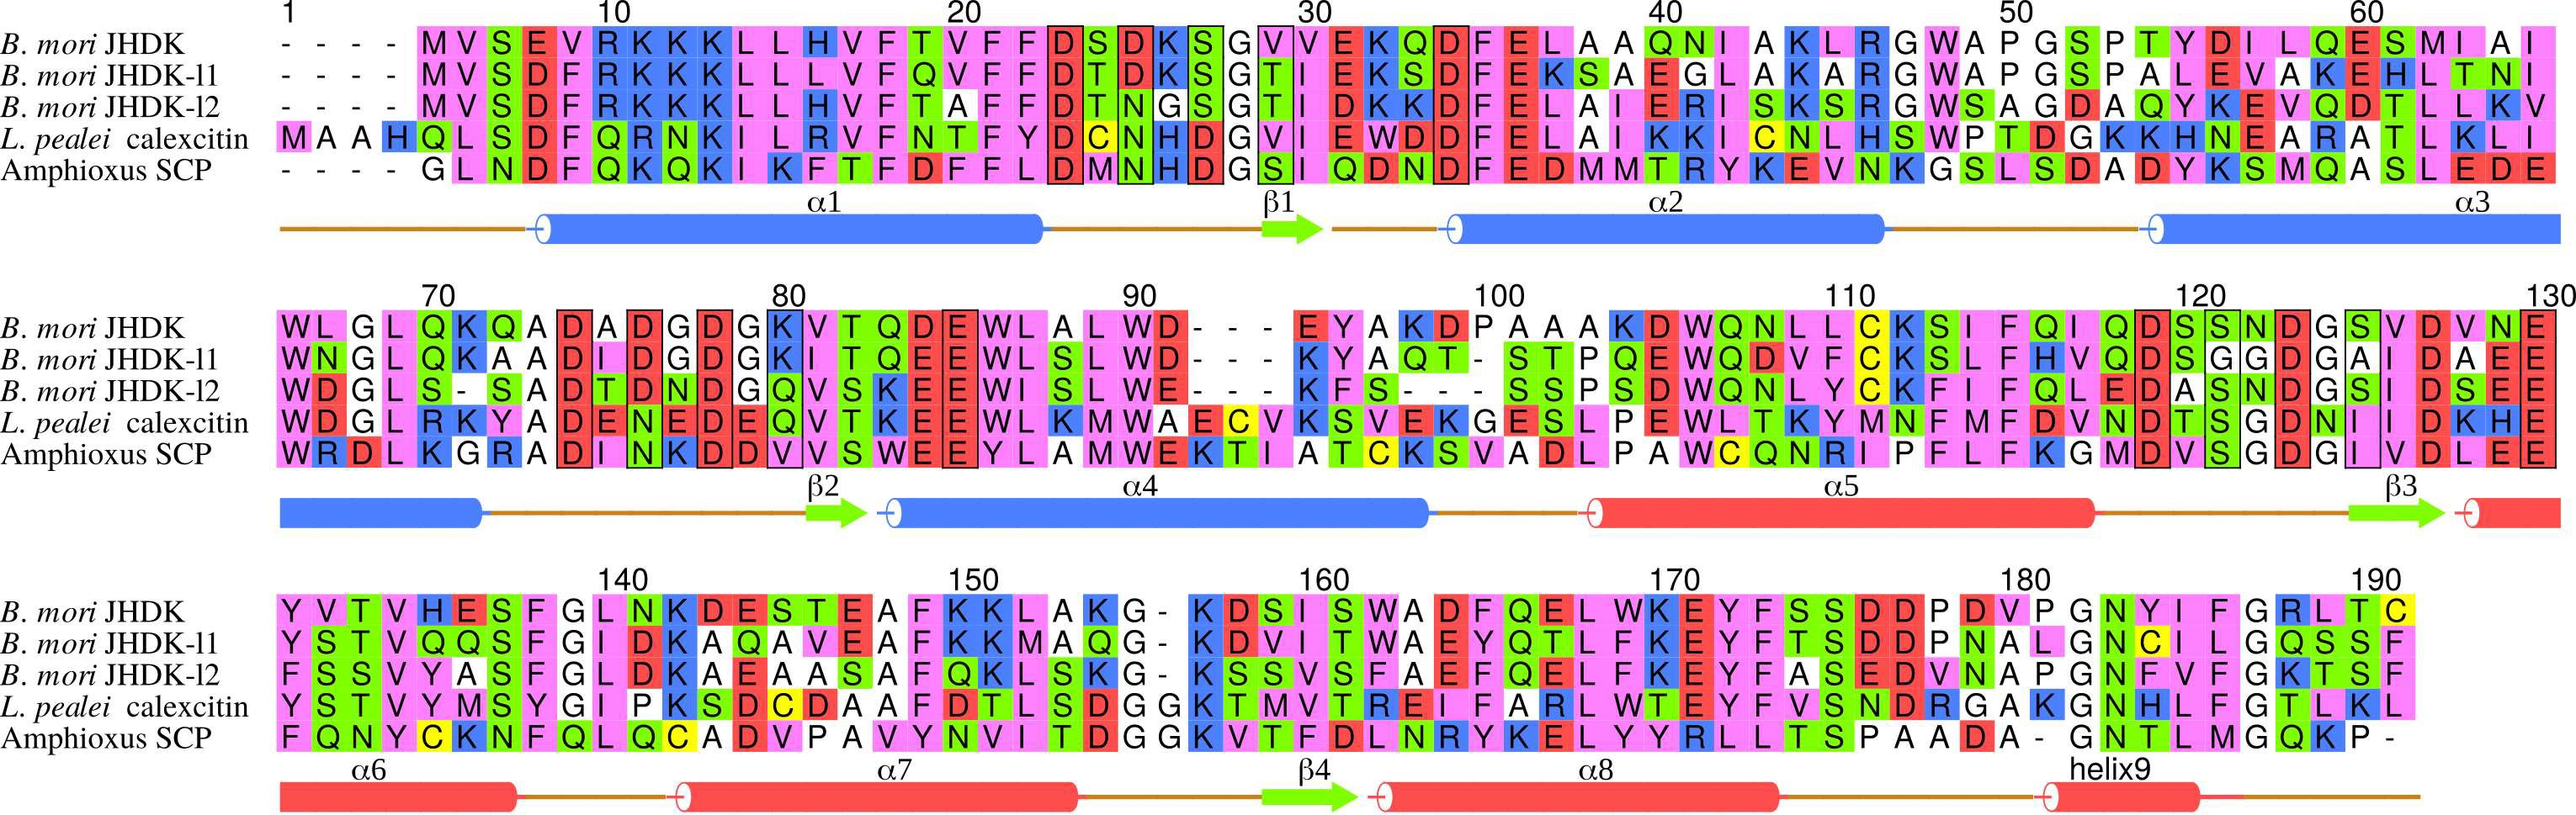 1 10 20 30 40 50 60
B. mori JHDK - - - - M V S E V R K K K L L H V F T V F F D S D K S G V V E K Q D F E L A A Q N I A K L R G W A P G S P T Y D I L Q E S M I A I
B. mori JHDK-l1 - - - - M V S D F R K K K L L L V F Q V F F D T D K S G T I E K S D F E K S A E G L A K A R G W A P G S P A L E V A K E H L T N I
B. mori JHDK-l2 - - - - M V S D F R K K K L L H V F T A F F D T N G S G T I D K K D F E L A I E R I S K S R G W S A G D A Q Y K E V Q D T L L K V
L. pealei calexcitin M A A H Q L S D F Q R N K I L R V F N T F Y D C N H D G V I E W D D F E L A I K K I C N L H S W P T D G K K H N E A R A T L K L I
Amphioxus SCP - - - - G L N D F Q K Q K I K F T F D F F L D M N H D G S I Q D N D F E D M M T R Y K E V N K G S L S D A D Y K S M Q A S L E D E
α1 β1 α2 α3
70 80 90 100 110 120 130
B. mori JHDK W L G L Q K Q A D A D G D G K V T Q D E W L A L W D - - - E Y A K D P A A A K D W Q N L L C K S I F Q I Q D S S N D G S V D V N E
B. mori JHDK-l1 W N G L Q K A A D I D G D G K I T Q E E W L S L W D - - - K Y A Q T - S T P Q E W Q D V F C K S L F H V Q D S G G D G A I D A E E
B. mori JHDK-l2 W D G L S - S A D T D N D G Q V S K E E W I S L W E - - - K F S - - - S S P S D W Q N L Y C K F I F Q L E D A S N D G S I D S E E
L. pealei calexcitin W D G L R K Y A D E N E D E Q V T K E E W L K M W A E C V K S V E K G E S L P E W L T K Y M N F M F D V N D T S G D N I I D K H E
Amphioxus SCP W R D L K G R A D I N K D D V V S W E E Y L A M W E K T I A T C K S V A D L P A W C Q N R I P F L F K G M D V S G D G I V D L E E
β2 α4 α5 β3
140 150 160 170 180 190
B. mori JHDK Y V T V H E S F G L N K D E S T E A F K K L A K G - K D S I S W A D F Q E L W K E Y F S S D D P D V P G N Y I F G R L T C
B. mori JHDK-l1 Y S T V Q Q S F G I D K A Q A V E A F K K M A Q G - K D V I T W A E Y Q T L F K E Y F T S D D P N A L G N C I L G Q S S F
B. mori JHDK-l2 F S S V Y A S F G L D K A E A A S A F Q K L S K G - K S S V S F A E F Q E L F K E Y F A S E D V N A P G N F V F G K T S F
L. pealei calexcitin Y S T V Y M S Y G I P K S D C D A A F D T L S D G G K T M V T R E I F A R L W T E Y F V S N D R G A K G N H L F G T L K L
Amphioxus SCP F Q N Y C K N F Q L Q C A D V P A V Y N V I T D G G K V T F D L N R Y K E L Y Y R L L T S P A A D A - G N T L M G Q K P -
α6 α7 β4 α8 helix9